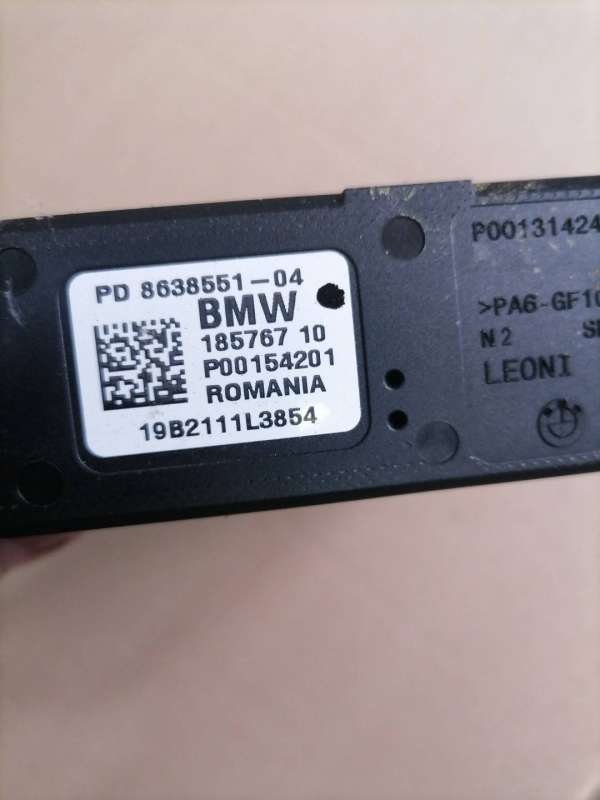 PD 8638551-04
BMW
185767 10
P00154201
ROMANIA
19B2111L3854
P00131424
>PA6-GF10
N2
LEONI